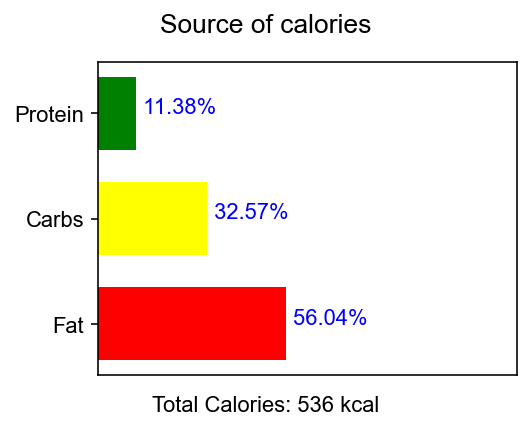 Source of calories
Protein 11.38%
Carbs 32.57%
Fat 56.04%
Total Calories: 536 kcal